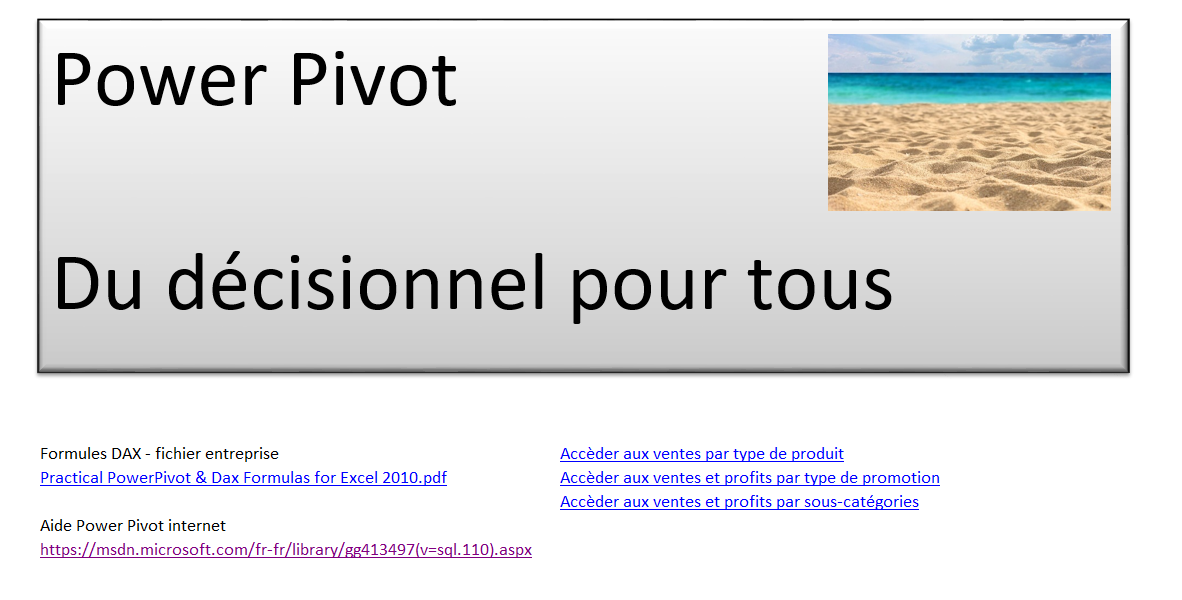 Power Pivot
Du décisionnel pour tous
Formules DAX - fichier entreprise
Practical PowerPivot & Dax Formulas for Excel 2010.pdf
Aide Power Pivot internet
https://msdn.microsoft.com/fr-fr/library/gg413497(v=sql.110).aspx
Accèder aux ventes par type de produit
Accèder aux ventes et profits par type de promotion
Accèder aux ventes et profits par sous-catégories